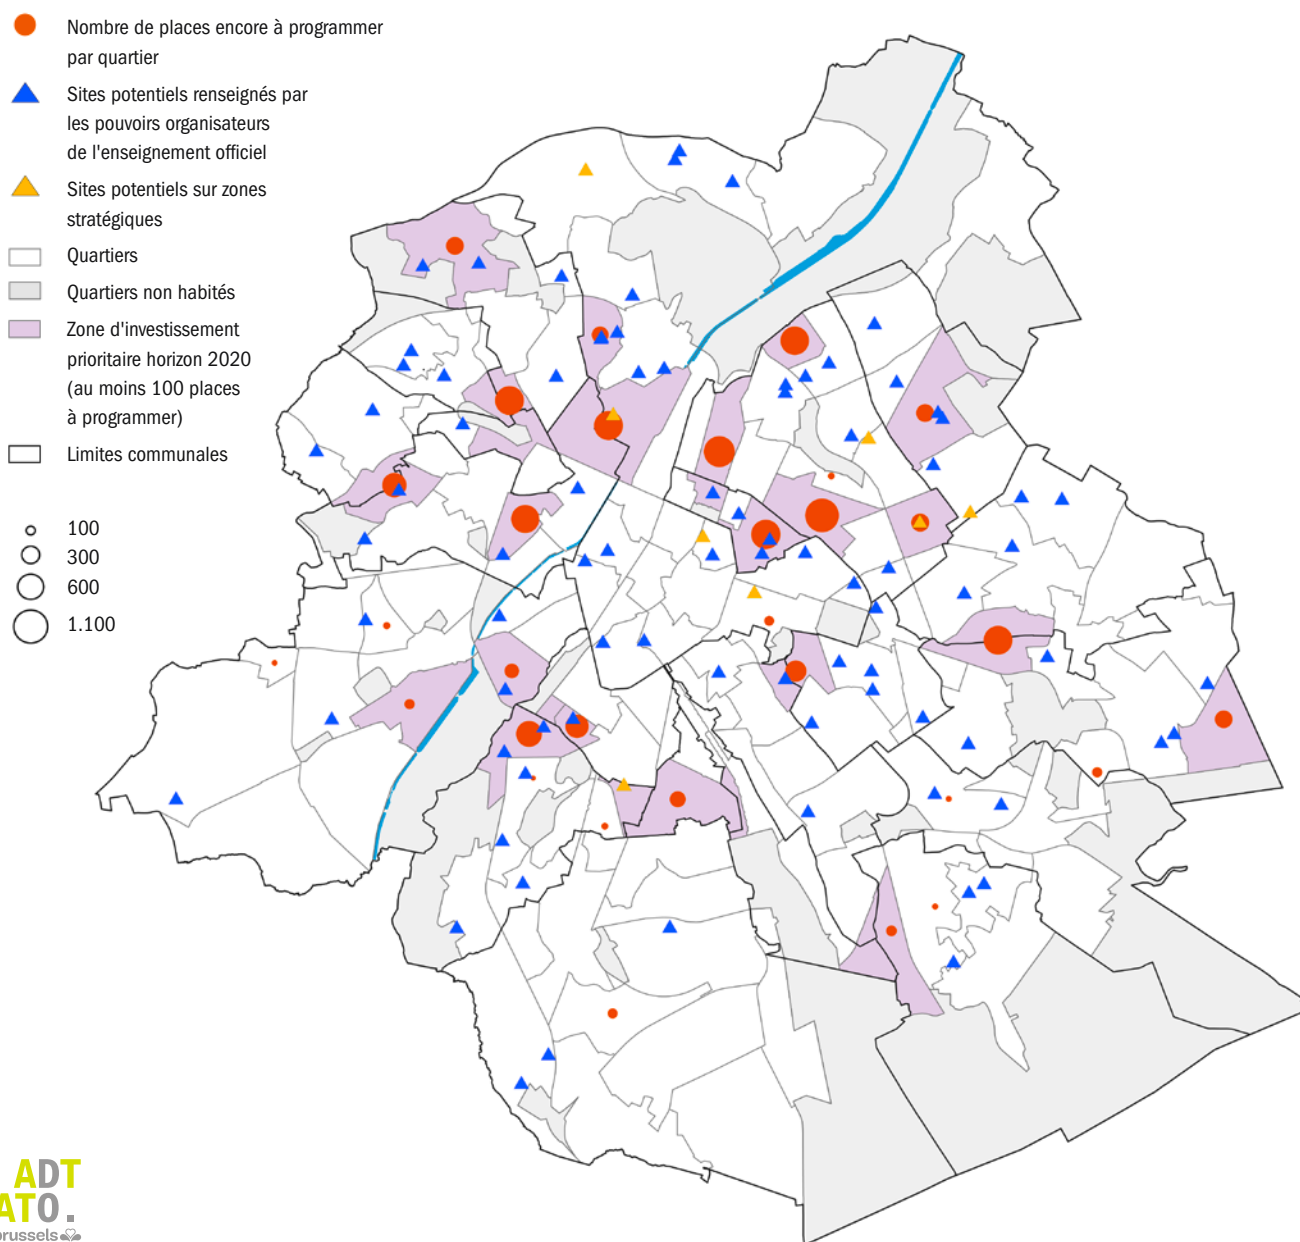 Nombre de places encore à programmer
par quartier
Sites potentiels renseignés par
les pouvoirs organisateurs
de l'enseignement officiel
Sites potentiels sur zones
stratégiques
Quartiers
Quartiers non habités
Zone d'investissement
prioritaire horizon 2020
(au moins 100 places
à programmer)
Limites communales
100
300
600
1.100
ADT
ATO.
brussels